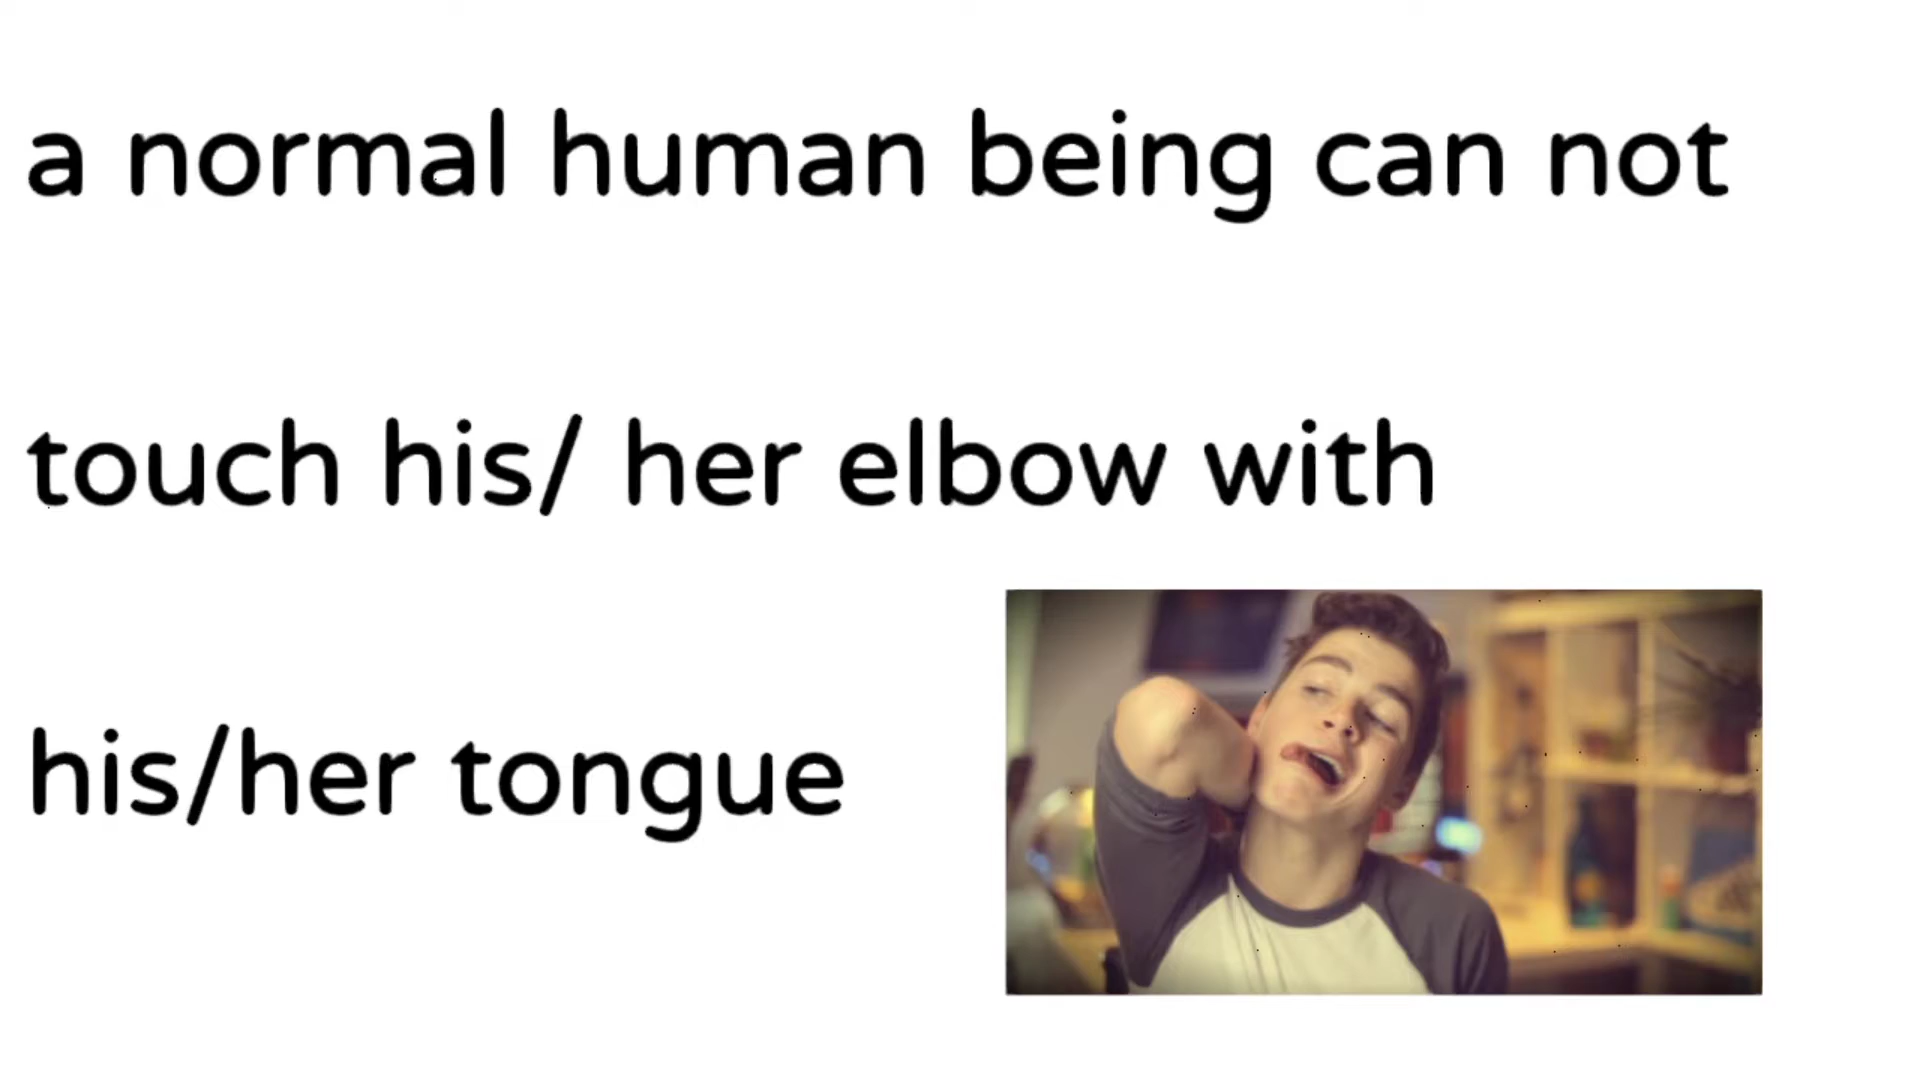 a normal human being can not
touch his/ her elbow with
his/her tongue